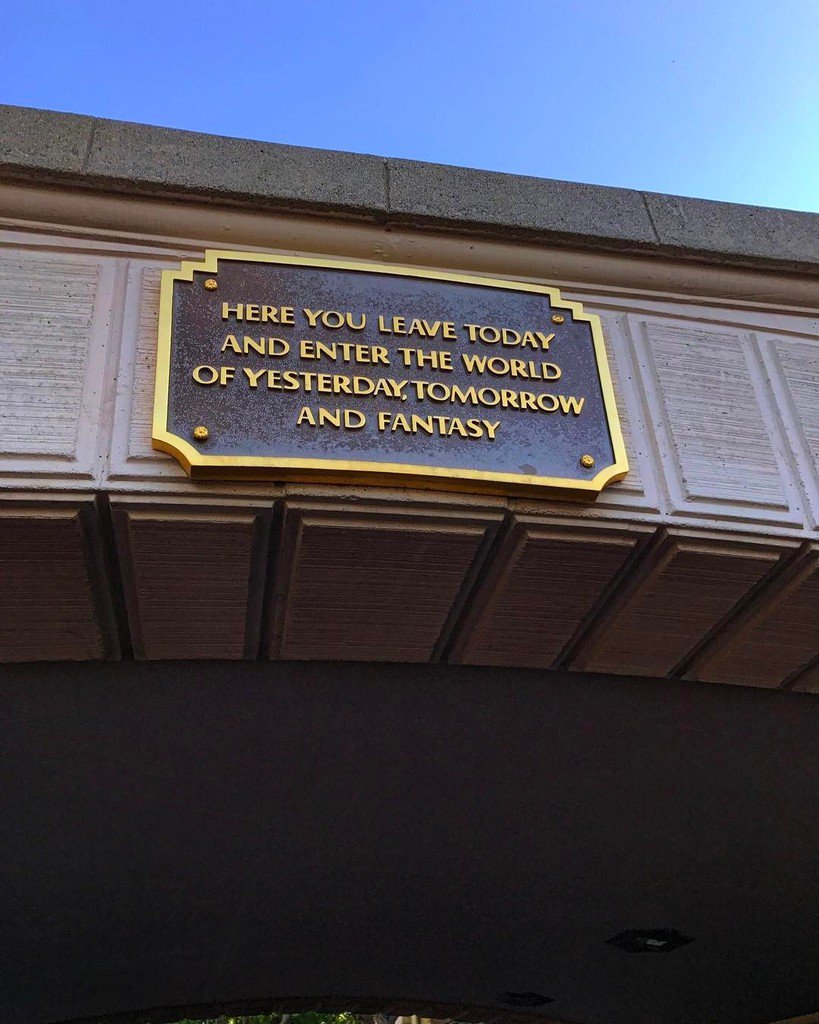 HERE YOU LEAVE TODAY
AND ENTER THE WORLD
OF YESTERDAY, TOMORROW
AND FANTASY